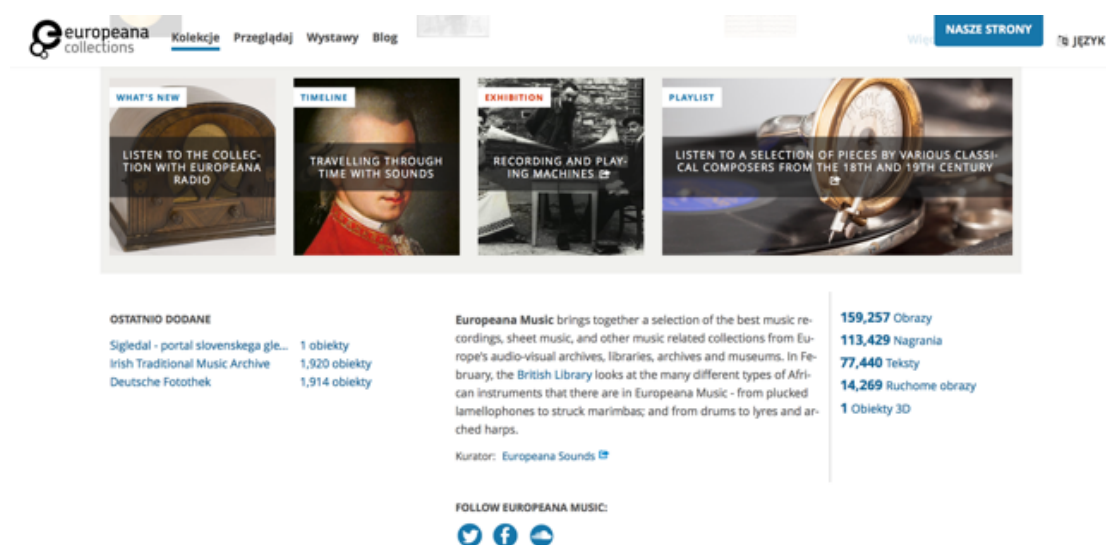 europeana
collections
Kolekcje Przeglądaj Wystawy Blog
Więc
NASZE STRONY
JĘZYK
WHAT'S NEW
LISTEN TO THE COLLEC-
TION WITH EUROPEANA
RADIO
TIMELINE
TRAVELLING THROUGH
TIME WITH SOUNDS
EXHIBITION
RECORDING AND PLAY-
ING MACHINES
PLAYLIST
LISTEN TO A SELECTION OF PIECES BY VARIOUS CLASSI-
CAL COMPOSERS FROM THE 18TH AND 19TH CENTURY
OSTATNIO DODANE
Sigledal - portal slovenskega gle... 1 obiekty
Irish Traditional Music Archive 1,920 obiekty
Deutsche Fotothek 1,914 obiekty
Europeana Music brings together a selection of the best music re-
cordings, sheet music, and other music related collections from Eu-
rope's audio-visual archives, libraries, archives and museums. In Fe-
bruary, the British Library looks at the many different types of Afri-
can instruments that there are in Europeana Music - from plucked
lamellophones to struck marimbas; and from drums to lyres and ar-
ched harps.
Kurator: Europeana Sounds
FOLLOW EUROPEANA MUSIC:
159,257 Obrazy
113,429 Nagrania
77,440 Teksty
14,269 Ruchome obrazy
1 Obiekty 3D